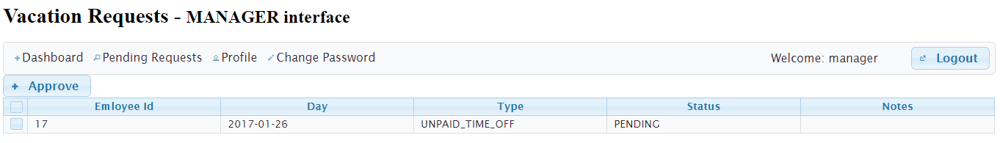 Vacation Requests - MANAGER interface
Dashboard Pending Requests Profile Change Password Welcome: manager Logout
Approve
Emloyee Id Day Type Status Notes
17 2017-01-26 UNPAID_TIME_OFF PENDING